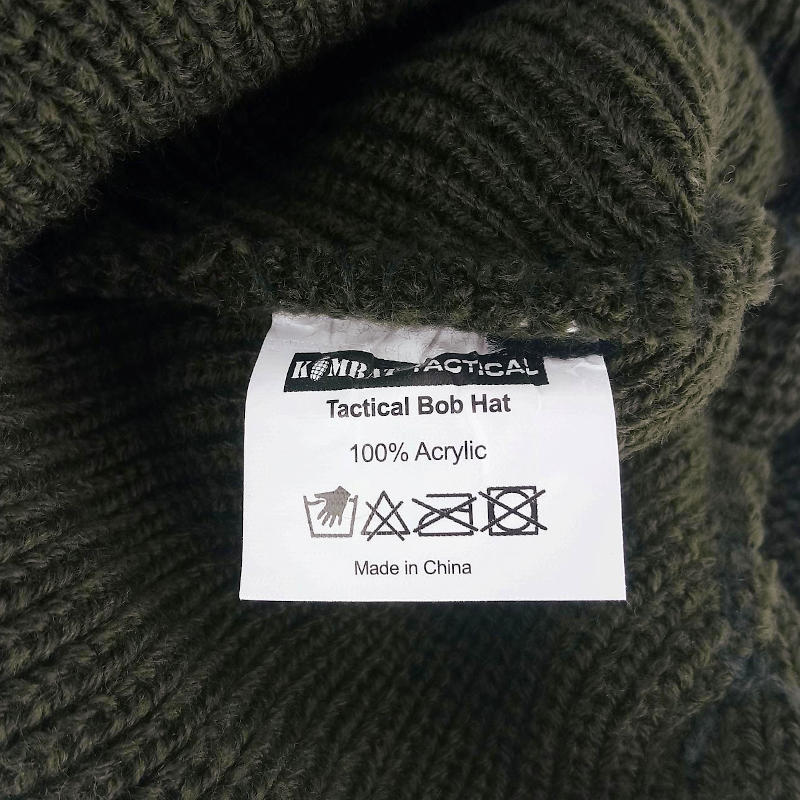 KOMBAT TACTICAL
Tactical Bob Hat
100% Acrylic
Made in China